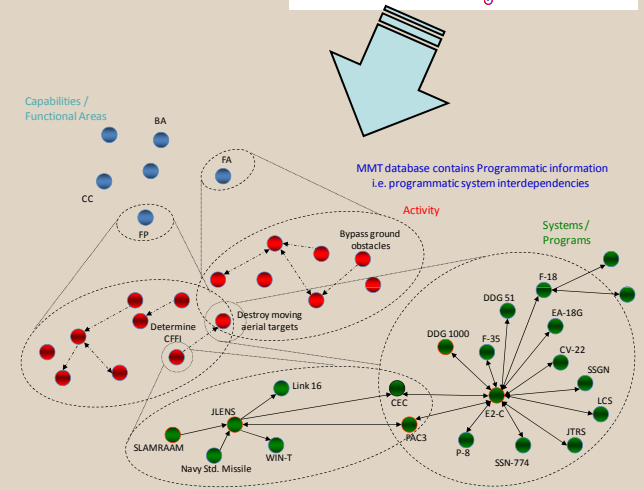 Capabilities /
Functional Areas
BA
FA
CC
FP
MMT database contains Programmatic information
i.e. programmatic system interdependencies
Activity
Systems /
Programs
Bypass ground
obstacles
F-18
DDG 51
EA-18G
Determine
CFFI
Destroy moving
aerial targets
DDG 1000
F-35
CV-22
SSGN
Link 16
CEC
E2-C
LCS
JLENS
PAC3
SLAMRAAM
P-8
SSN-774
JTRS
Navy Std. Missile
WIN-T